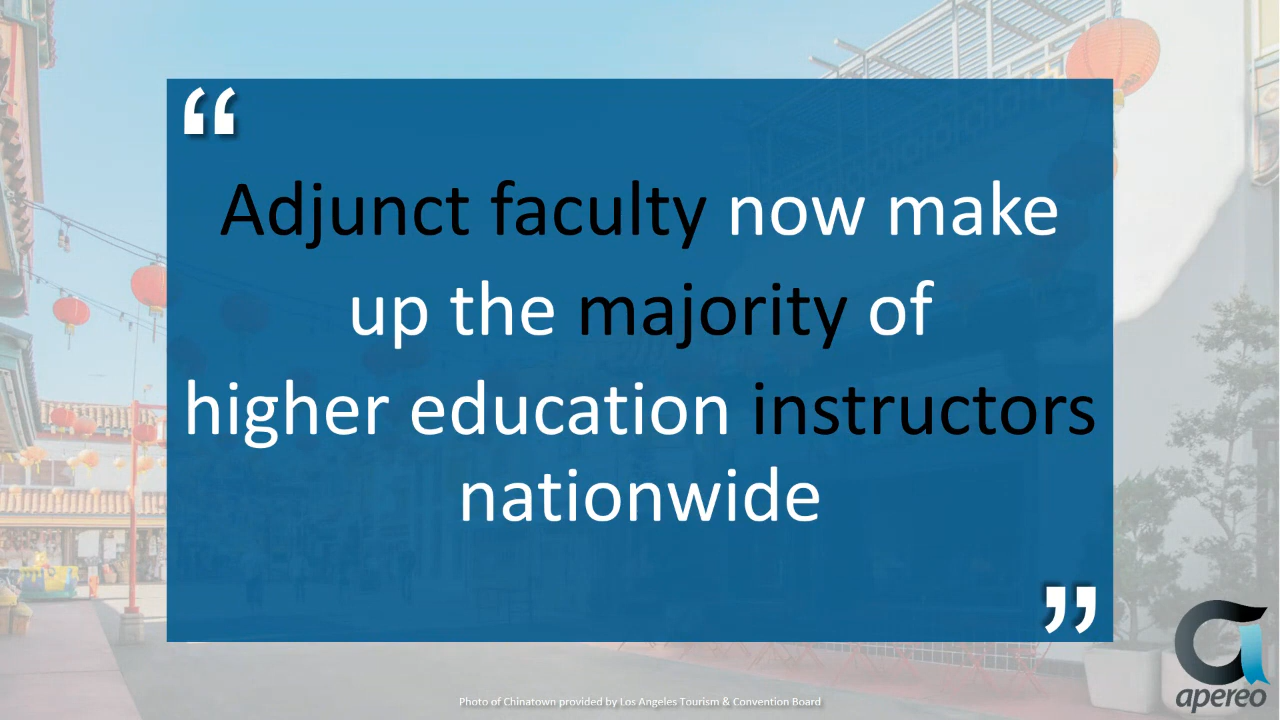 “
Adjunct faculty now make
up the majority of
higher education instructors
nationwide
”
apereo
Photo of Chinatown provided by Los Angeles Tourism & Convention Board